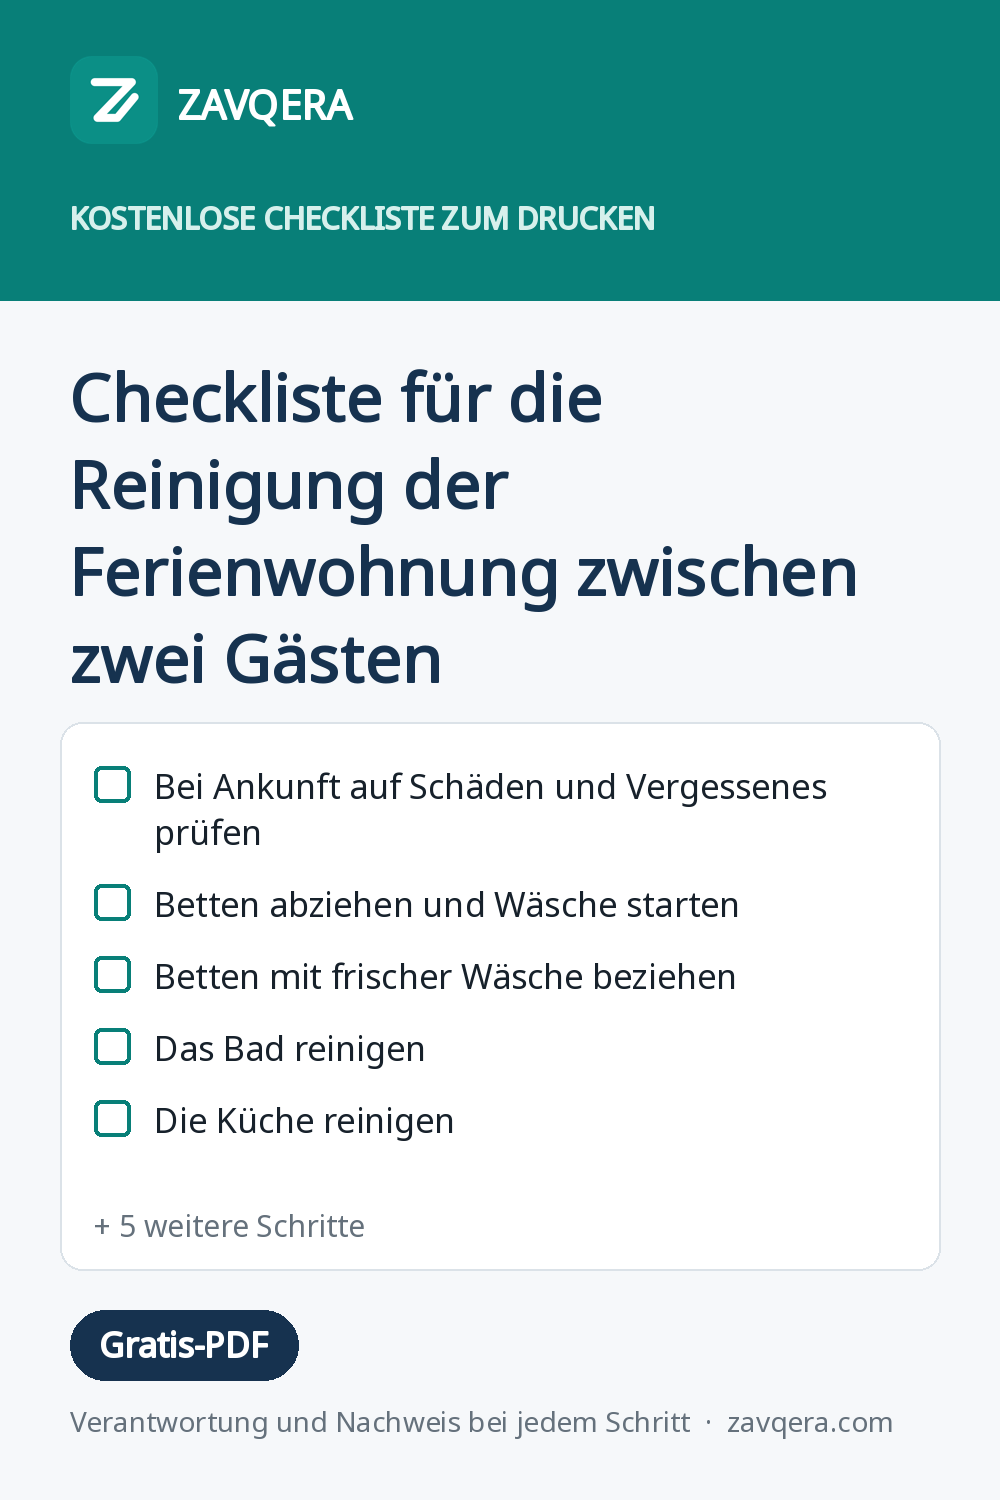 ZAVQERA
KOSTENLOSE CHECKLISTE ZUM DRUCKEN
Checkliste für die
Reinigung der
Ferienwohnung zwischen
zwei Gästen
Bei Ankunft auf Schäden und Vergessenes
prüfen
Betten abziehen und Wäsche starten
Betten mit frischer Wäsche beziehen
Das Bad reinigen
Die Küche reinigen
+ 5 weitere Schritte
Gratis-PDF
Verantwortung und Nachweis bei jedem Schritt · zavqera.com